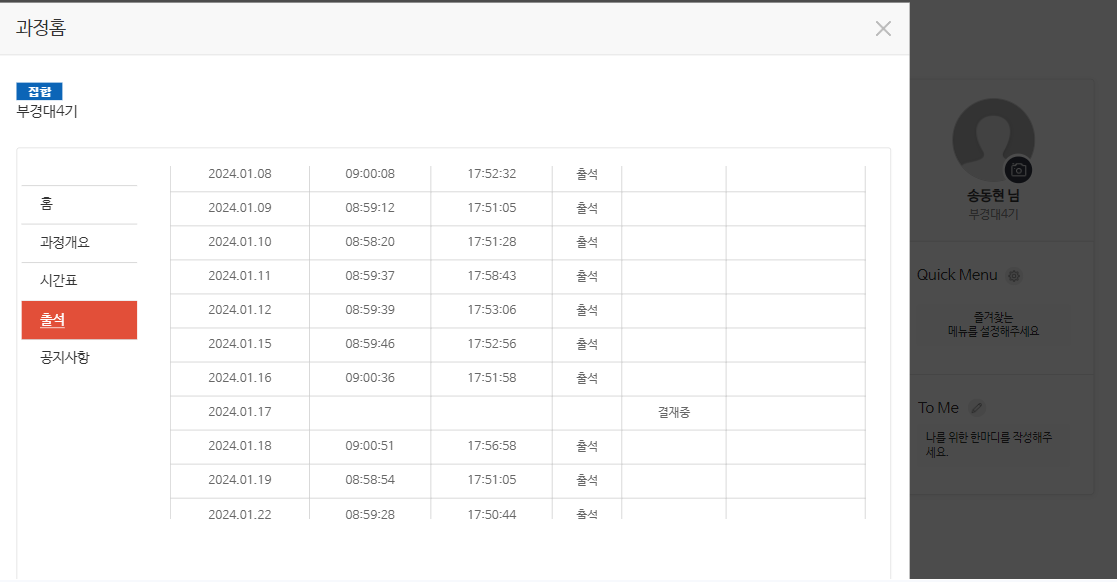 과정홈
집합
부경대4기
홈
과정개요
시간표
출석
공지사항
2024.01.08 09:00:08 17:52:32 출석
2024.01.09 08:59:12 17:51:05 출석
2024.01.10 08:58:20 17:51:28 출석
2024.01.11 08:59:37 17:58:43 출석
2024.01.12 08:59:39 17:53:06 출석
2024.01.15 08:59:46 17:52:56 출석
2024.01.16 09:00:36 17:51:58 출석
2024.01.17 결재중
2024.01.18 09:00:51 17:56:58 출석
2024.01.19 08:58:54 17:51:05 출석
2024.01.22 08:59:28 17:50:44 출석
송동현 님
부경대4기
Quick Menu
즐겨찾는
메뉴를 설정해주세요
To Me
나를 위한 한마디를 작성해주
세요.